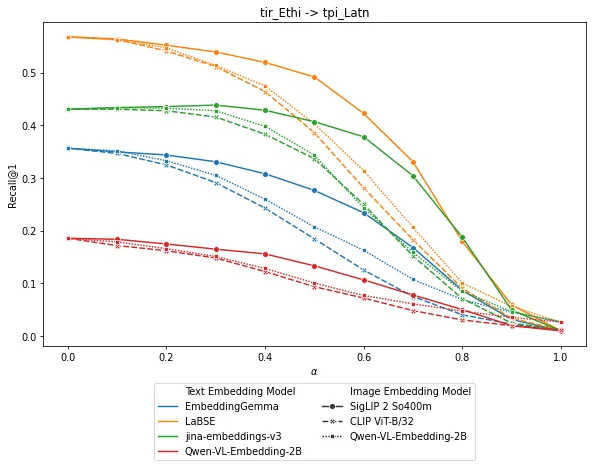 tir_Ethi -> tpi_Latn
Recall@1
0.5
0.4
0.3
0.2
0.1
0.0
0.0 0.2 0.4 0.6 0.8 1.0
α
Text Embedding Model
EmbeddingGemma
LaBSE
jina-embeddings-v3
Qwen-VL-Embedding-2B
Image Embedding Model
SigLIP 2 So400m
CLIP ViT-B/32
Qwen-VL-Embedding-2B